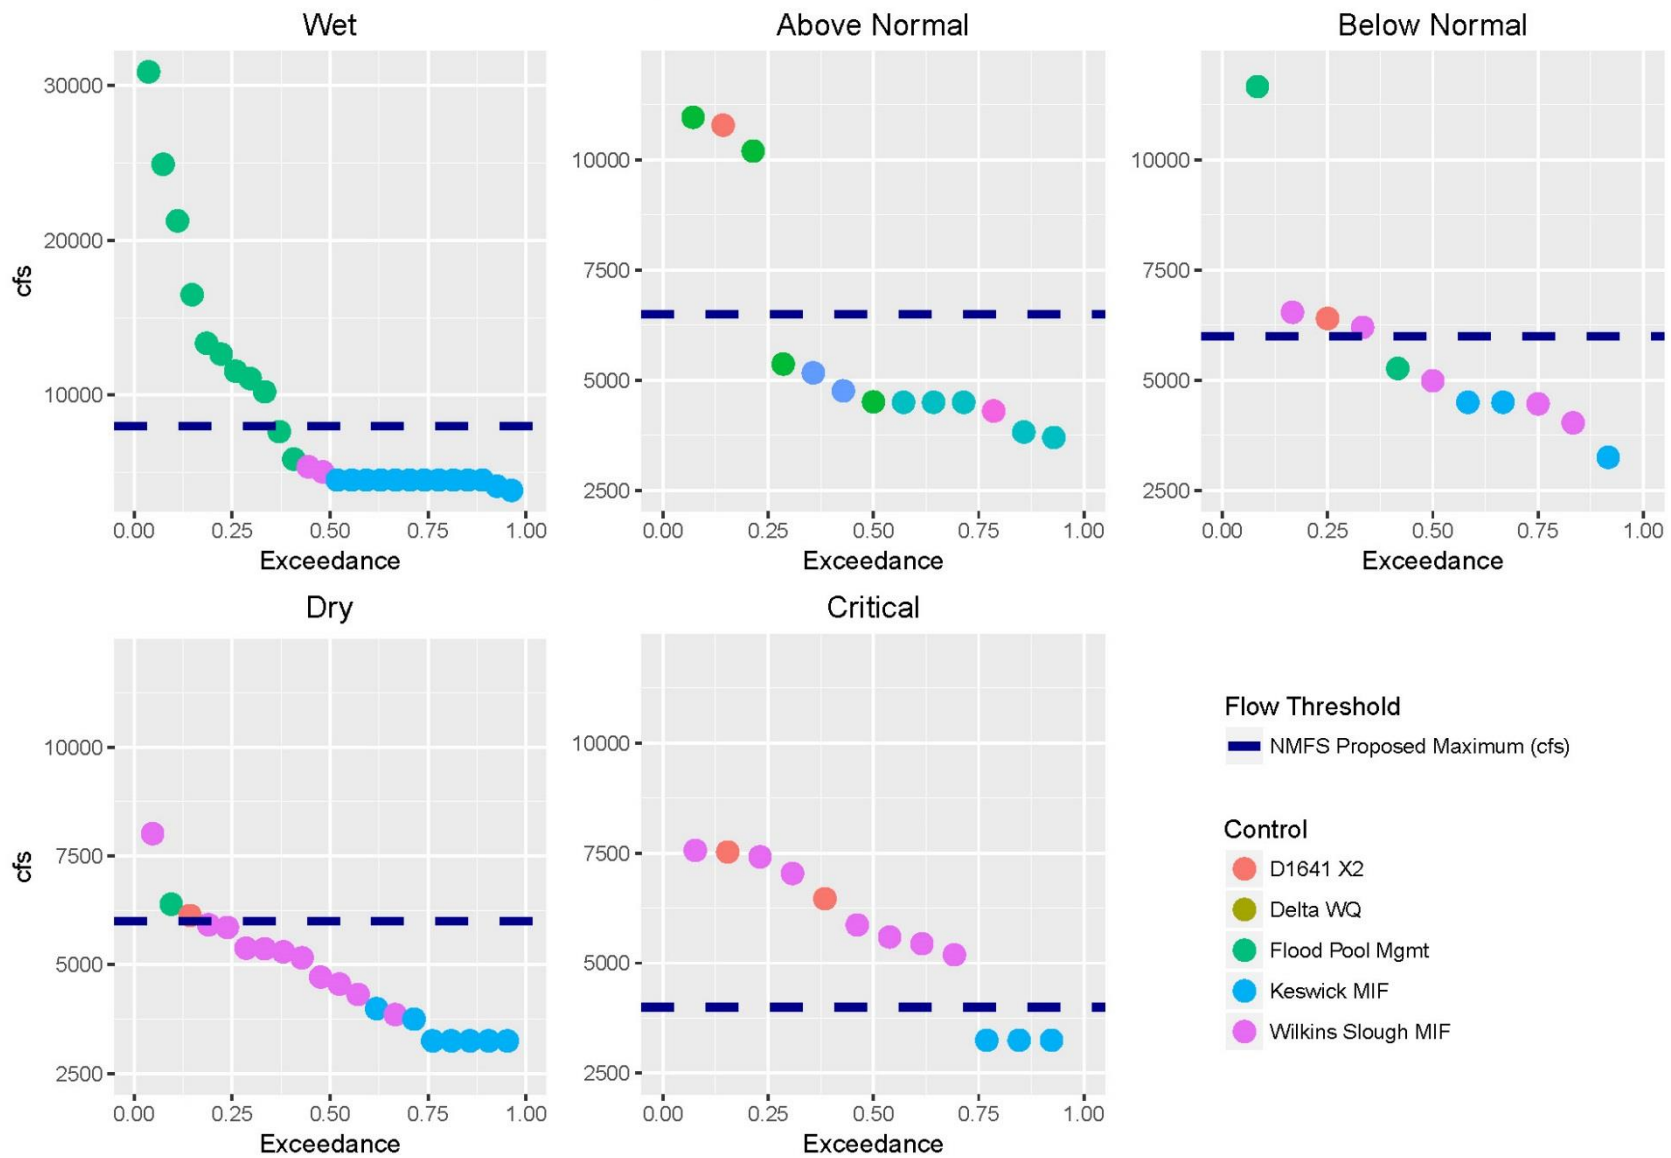 Wet
Above Normal
Below Normal
cfs
30000
20000
10000
0.00 0.25 0.50 0.75 1.00
Exceedance
10000
7500
5000
2500
0.00 0.25 0.50 0.75 1.00
Exceedance
10000
7500
5000
2500
0.00 0.25 0.50 0.75 1.00
Exceedance
Dry
Critical
cfs
10000
7500
5000
2500
0.00 0.25 0.50 0.75 1.00
Exceedance
10000
7500
5000
2500
0.00 0.25 0.50 0.75 1.00
Exceedance
Flow Threshold
NMFS Proposed Maximum (cfs)
Control
D1641 X2
Delta WQ
Flood Pool Mgmt
Keswick MIF
Wilkins Slough MIF